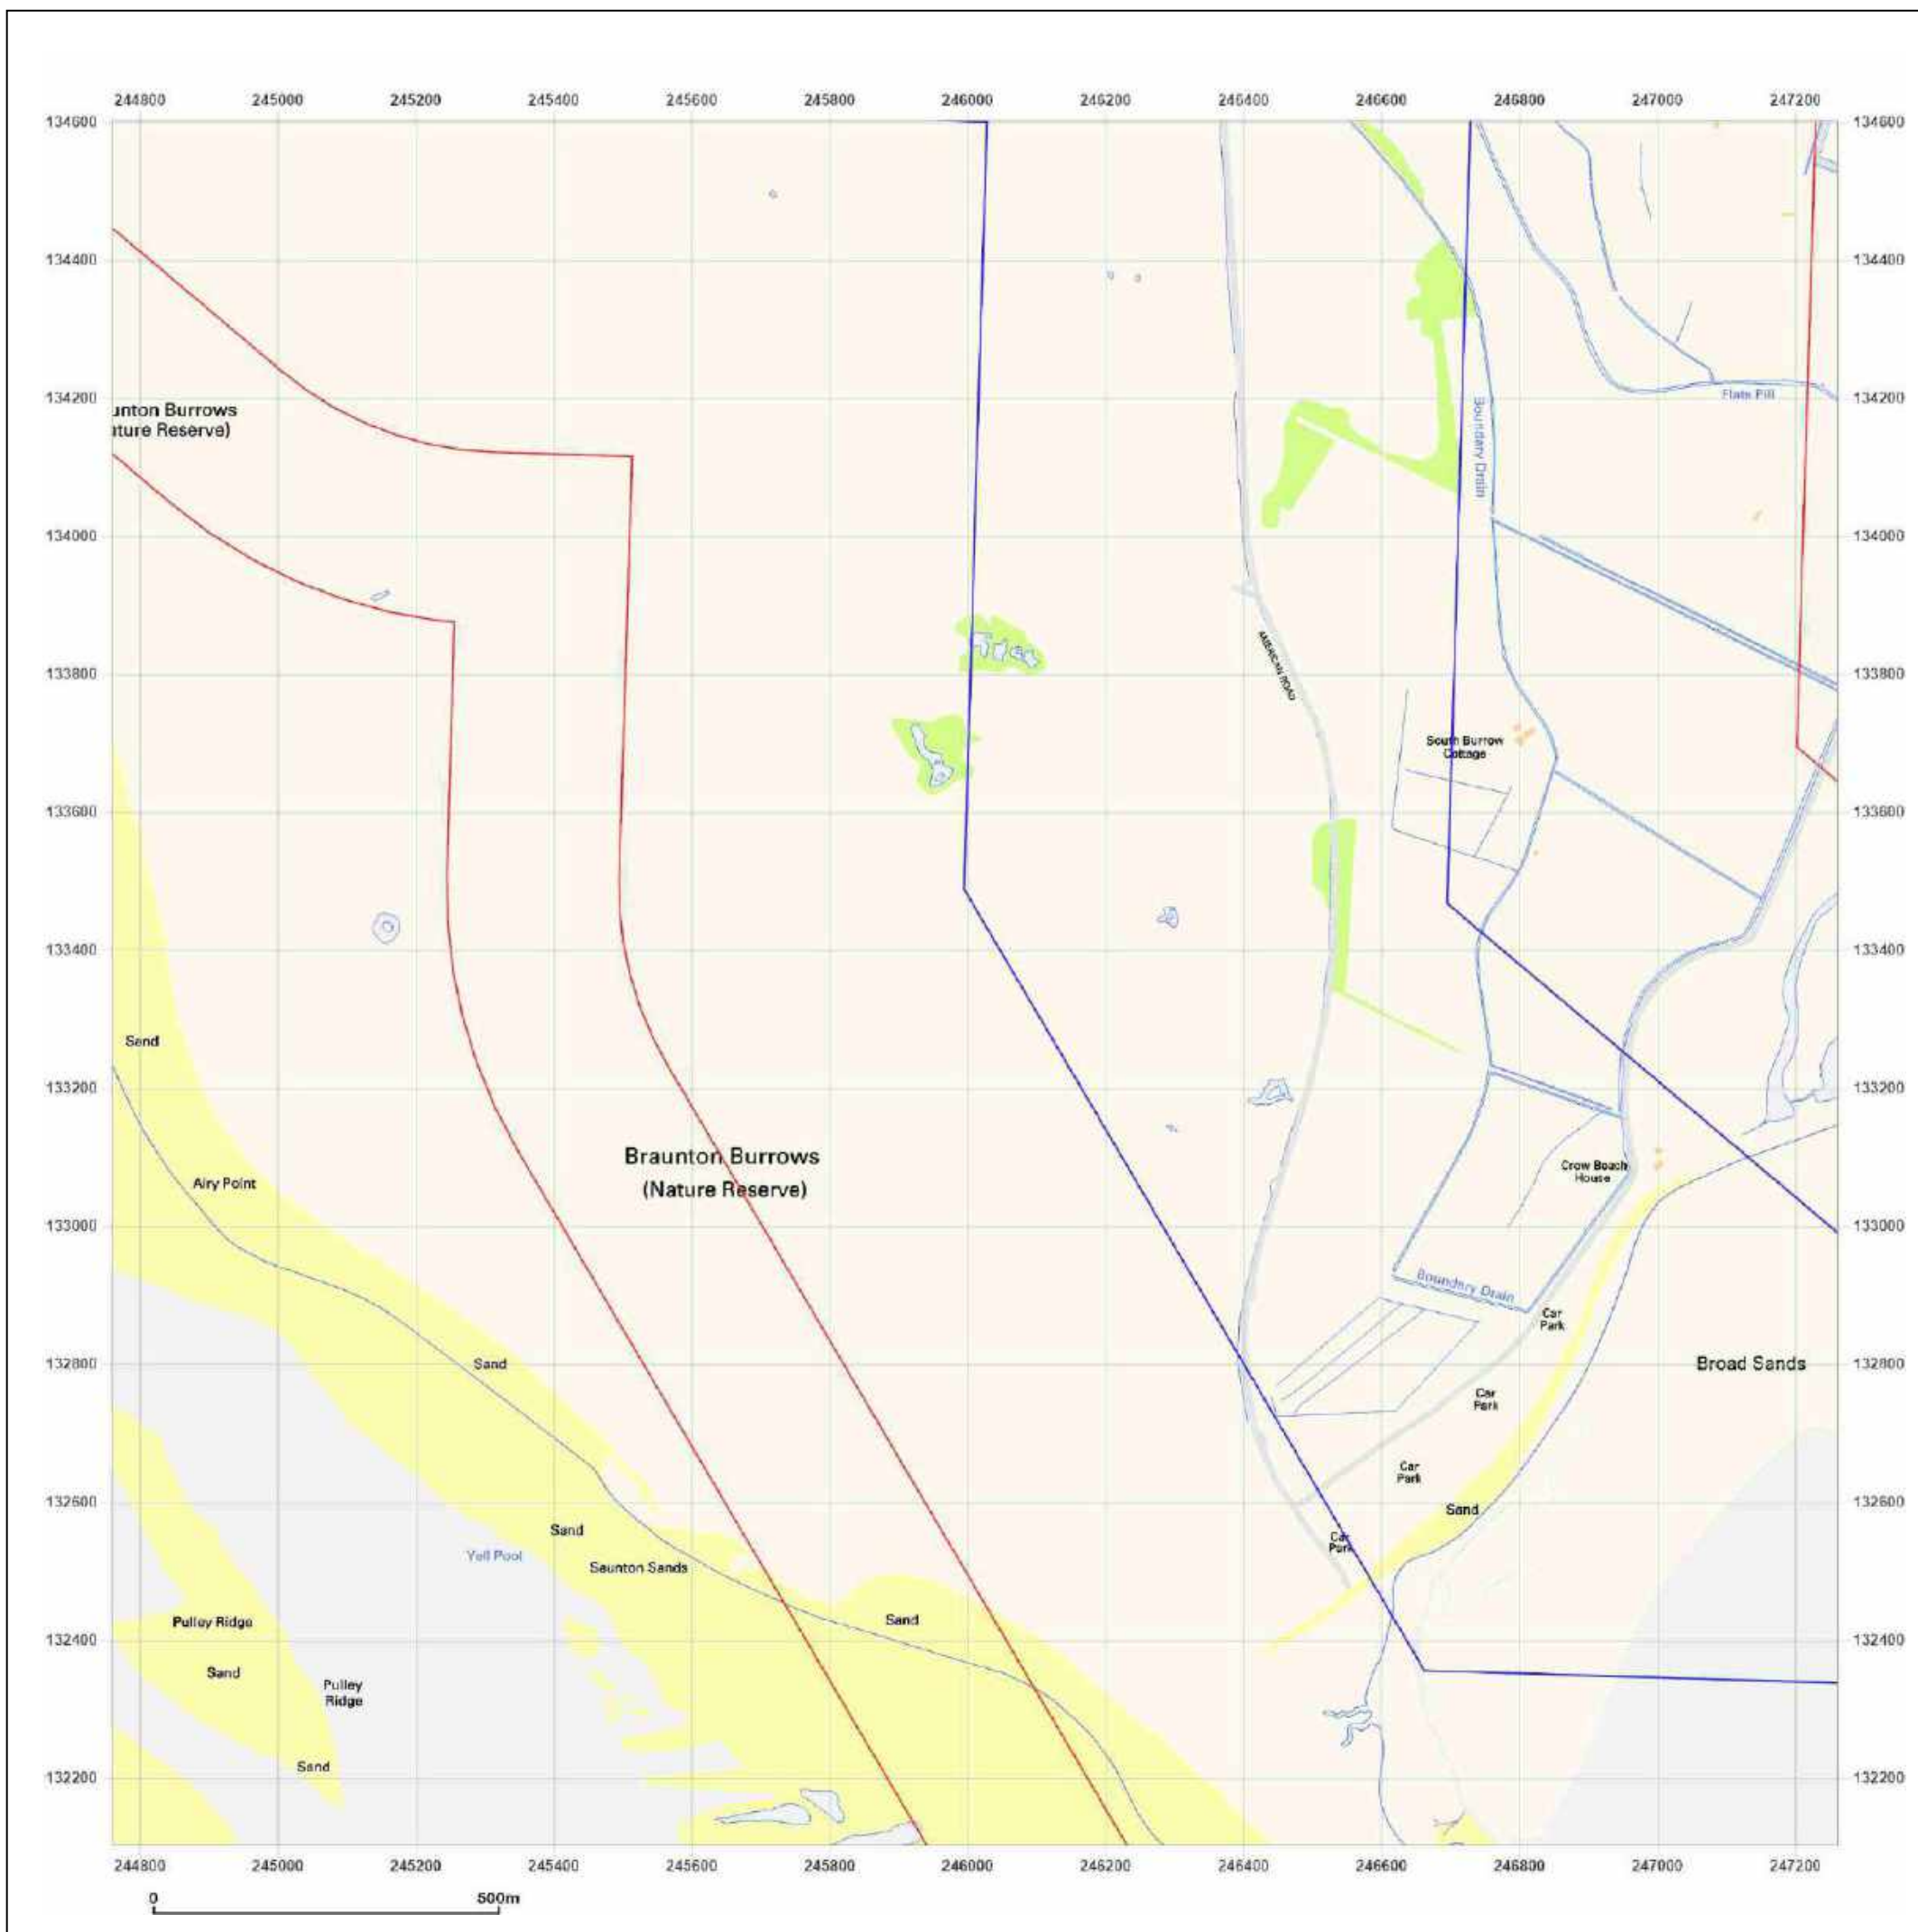 244800 245000 245200 245400 245600 245800 246000 246200 246400 246600 246800 247000 247200
134600 134600
134400 134400
134200 134200
unton Burrows
ture Reserve)
Flats Pill
Boundary Drain
134000 134000
AMERICAN ROAD
133800 133800
South Burrow
Cottage
133600 133600
133400 133400
Sand
133200 133200
Braunton Burrows
(Nature Reserve)
Airy Point
Crow Beach
House
133000 133000
Boundary Drain
Car
Park
132800 132800
Sand
Broad Sands
Car
Park
Car
Park
132600 132600
Sand
Sand
Car
Park
Yell Pool
Saunton Sands
Pulley Ridge
Sand
132400 132400
Sand
Pulley
Ridge
Sand
132200 132200
244800 245000 245200 245400 245600 245800 246000 246200 246400 246600 246800 247000 247200
0 500m